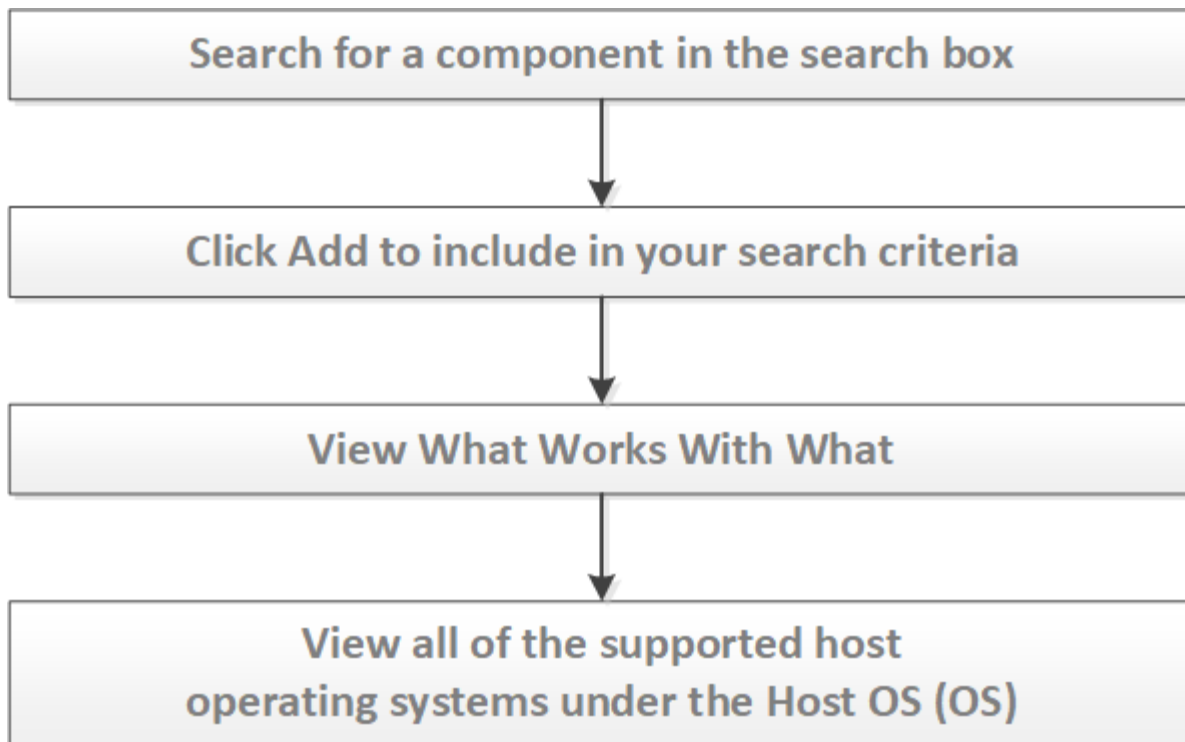 Search for a component in the search box
Click Add to include in your search criteria
View What Works With What
View all of the supported host
operating systems under the Host OS (OS)